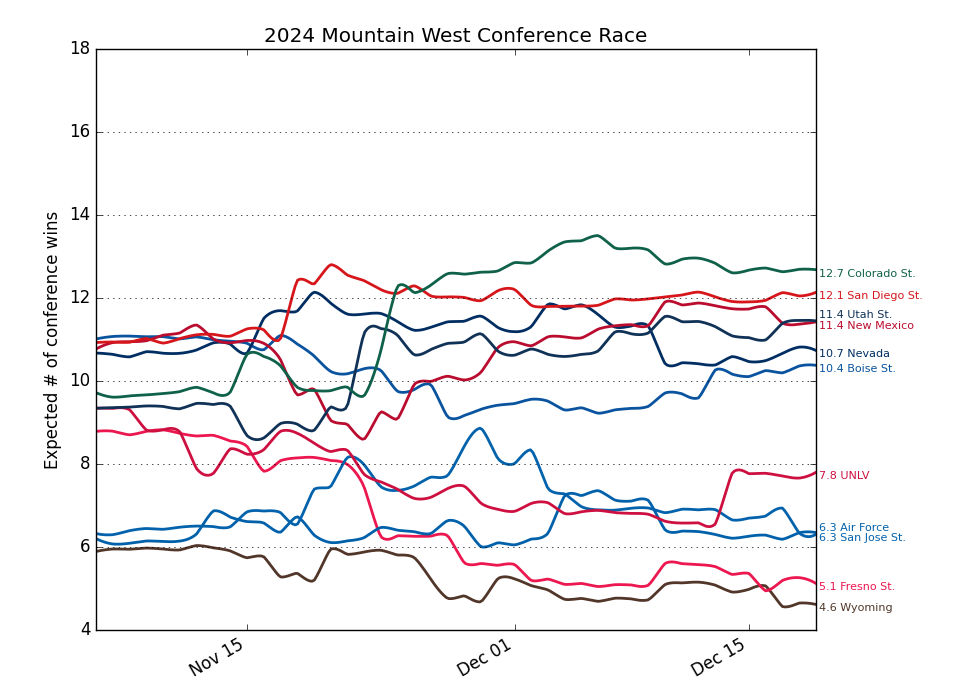 2024 Mountain West Conference Race
Expected # of conference wins
18
16
14
12
10
8
6
4
Nov 15
Dec 01
Dec 15
12.7 Colorado St.
12.1 San Diego St.
11.4 Utah St.
11.4 New Mexico
10.7 Nevada
10.4 Boise St.
7.8 UNLV
6.3 Air Force
6.3 San Jose St.
5.1 Fresno St.
4.6 Wyoming